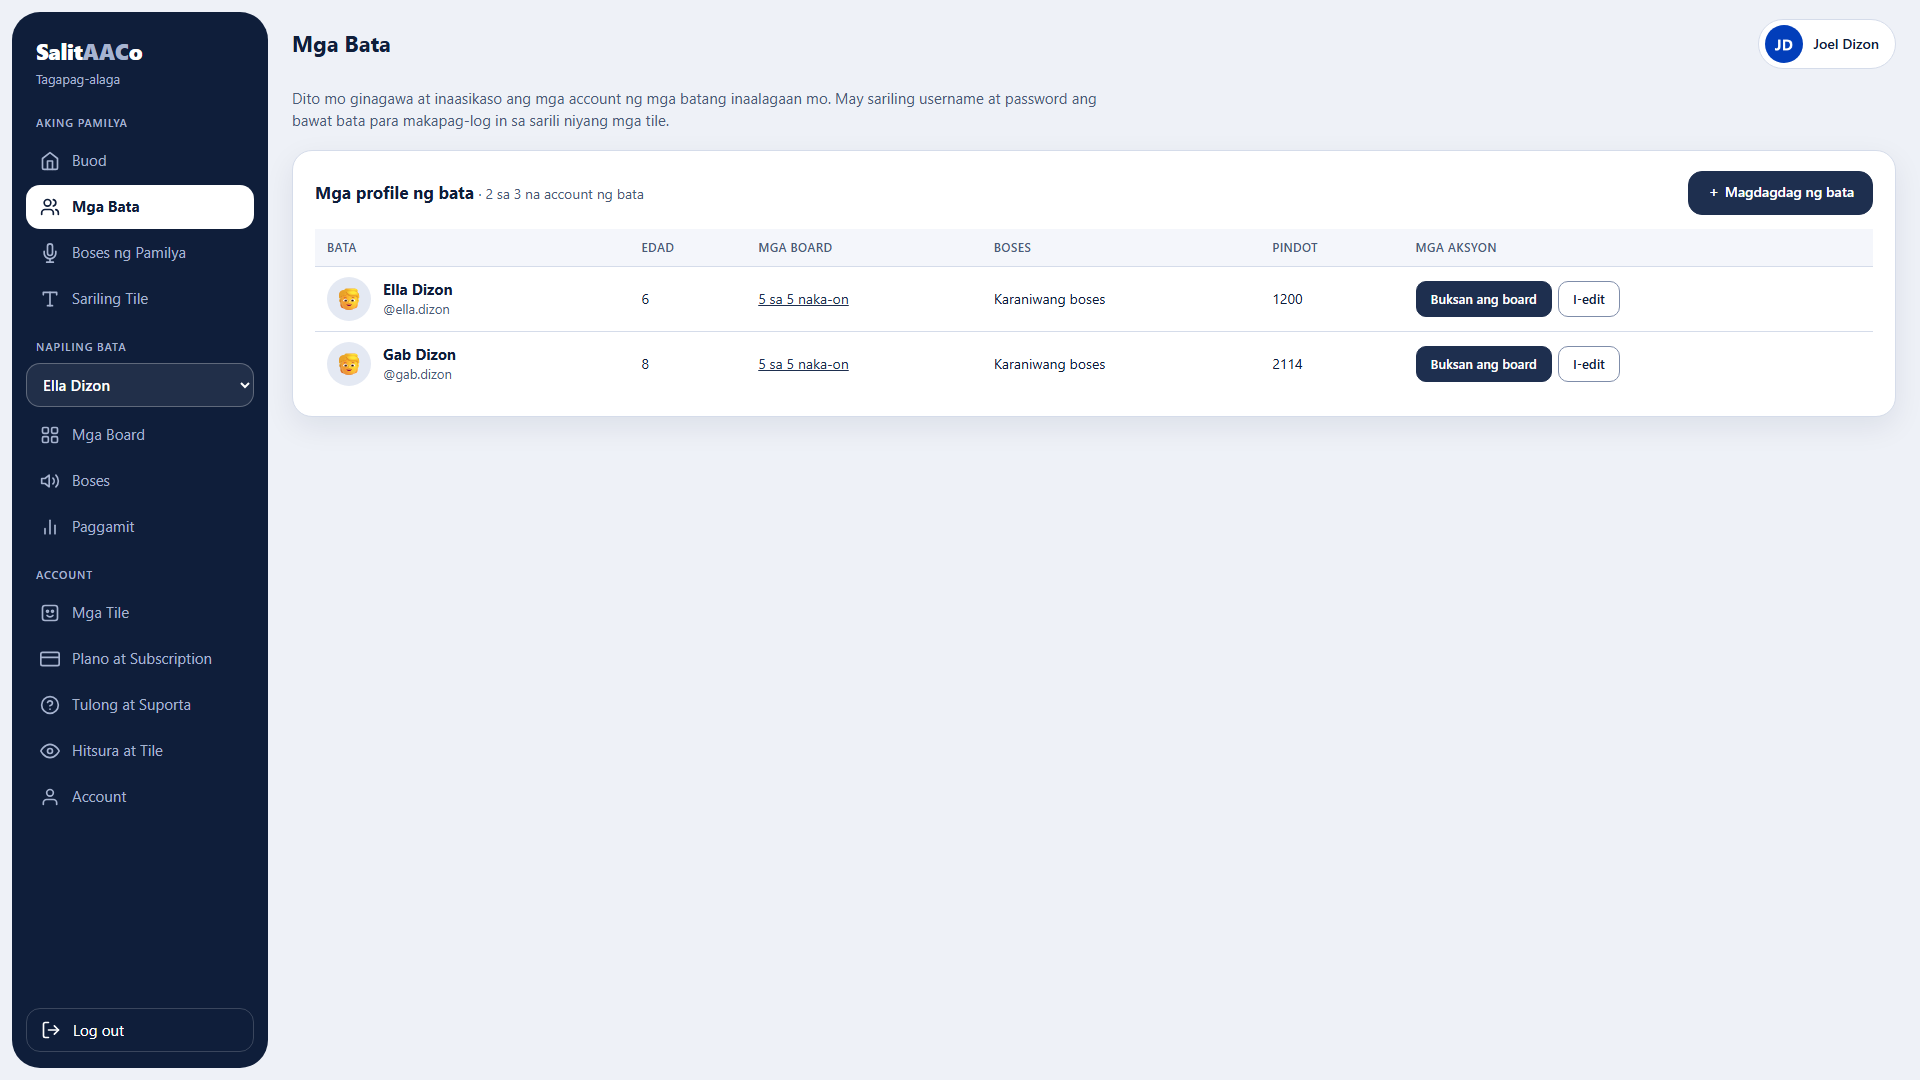 SalitAACo
Tagapag-alaga
AKING PAMILYA
Buod
Mga Bata
Boses ng Pamilya
Sariling Tile
NAPILING BATA
Ella Dizon
Mga Board
Boses
Paggamit
ACCOUNT
Mga Tile
Plano at Subscription
Tulong at Suporta
Hitsura at Tile
Account
Log out
Mga Bata
JD Joel Dizon
Dito mo ginagawa at inaasikaso ang mga account ng mga batang inaalagaan mo. May sariling username at password ang
bawat bata para makapag-log in sa sarili niyang mga tile.
Mga profile ng bata · 2 sa 3 na account ng bata
+ Magdagdag ng bata
BATA EDAD MGA BOARD BOSES PINDOT MGA AKSYON
Ella Dizon
@ella.dizon
6 5 sa 5 naka-on Karaniwang boses 1200 Buksan ang board I-edit
Gab Dizon
@gab.dizon
8 5 sa 5 naka-on Karaniwang boses 2114 Buksan ang board I-edit